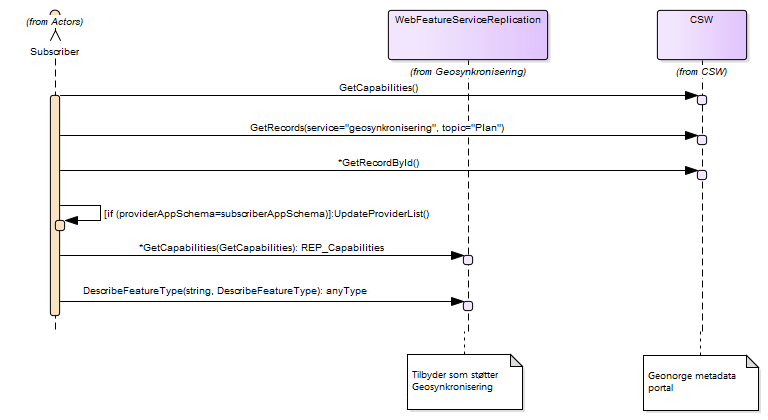 (from Actors)
Subscriber
WebFeatureServiceReplication
(from Geosynkronisering)
CSW
(from CSW)
GetCapabilities()
GetRecords(service="geosynkronisering", topic="Plan")
*GetRecordById()
[if (providerAppSchema=subscriberAppSchema)]:UpdateProviderList()
*GetCapabilities(GetCapabilities): REP_Capabilities
DescribeFeatureType(string, DescribeFeatureType): anyType
Tilbyder som støtter
Geosynkronisering
Geonorge metadata
portal